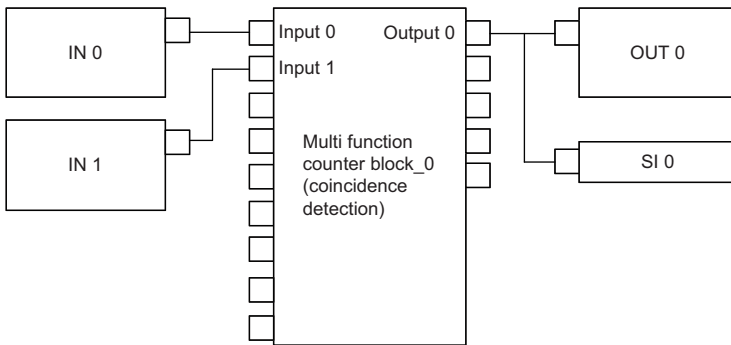 IN 0
Input 0
Output 0
OUT 0
Input 1
IN 1
Multi function
counter block_0
(coincidence
detection)
SI 0